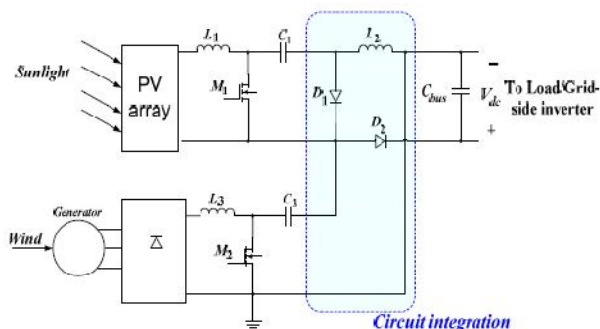 L1
C1
L2
Sunlight
PV
array
M1
D1
Cbus
−
Vdc
+
To Load/Grid-
side inverter
D2
Generator
L3
C3
Wind
M2
Circuit integration